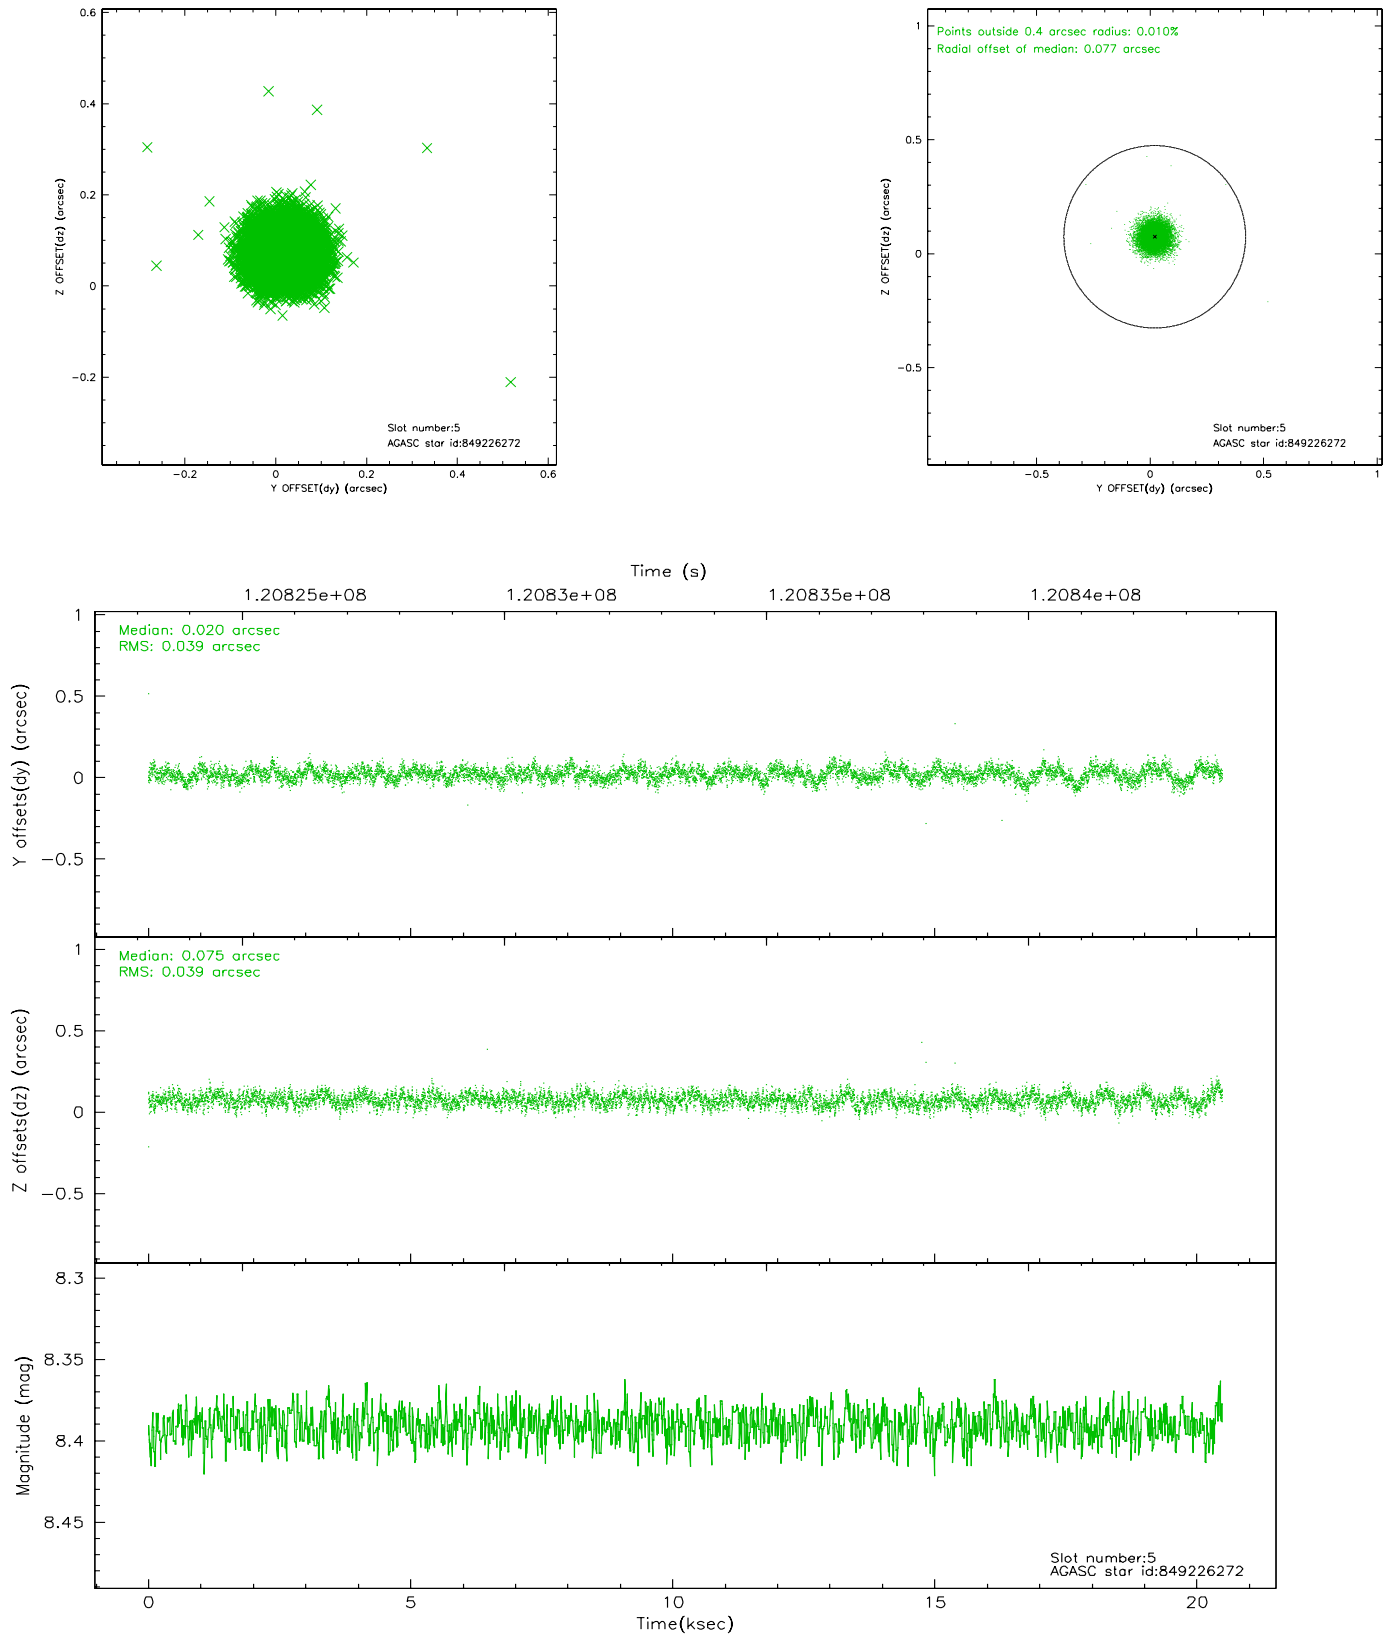 0.6
0.4
0.2
0
−0.2
Z OFFSET(dz) (arcsec)
Slot number:5
AGASC star id:849226272
−0.2 0 0.2 0.4 0.6
Y OFFSET(dy) (arcsec)
Points outside 0.4 arcsec radius: 0.010%
Radial offset of median: 0.077 arcsec
1
0.5
0
−0.5
Z OFFSET(dz) (arcsec)
Slot number:5
AGASC star id:849226272
−0.5 0 0.5 1
Y OFFSET(dy) (arcsec)
Time (s)
1.20825e+08 1.2083e+08 1.20835e+08 1.2084e+08
Median: 0.020 arcsec
RMS: 0.039 arcsec
1
0.5
0
−0.5
Y offsets(dy) (arcsec)
Median: 0.075 arcsec
RMS: 0.039 arcsec
1
0.5
0
−0.5
Z offsets(dz) (arcsec)
8.3
8.35
8.4
8.45
Magnitude (mag)
Slot number:5
AGASC star id:849226272
0 5 10 15 20
Time(ksec)